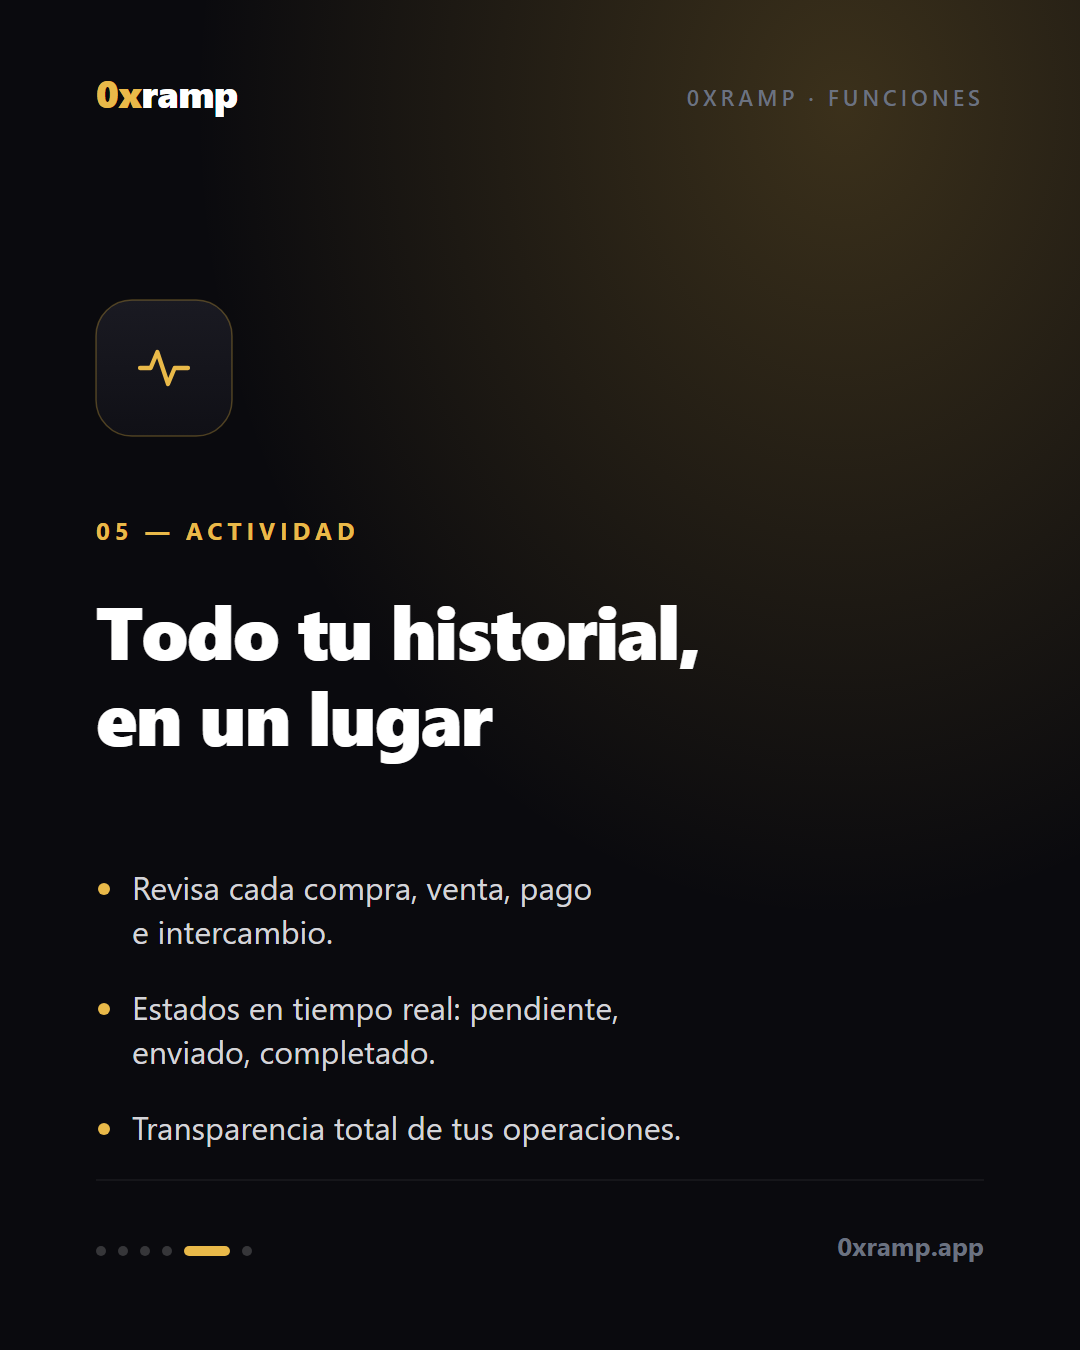 0xramp
0XRAMP · FUNCIONES
05 — ACTIVIDAD
Todo tu historial,
en un lugar
Revisa cada compra, venta, pago
e intercambio.
Estados en tiempo real: pendiente,
enviado, completado.
Transparencia total de tus operaciones.
0xramp.app